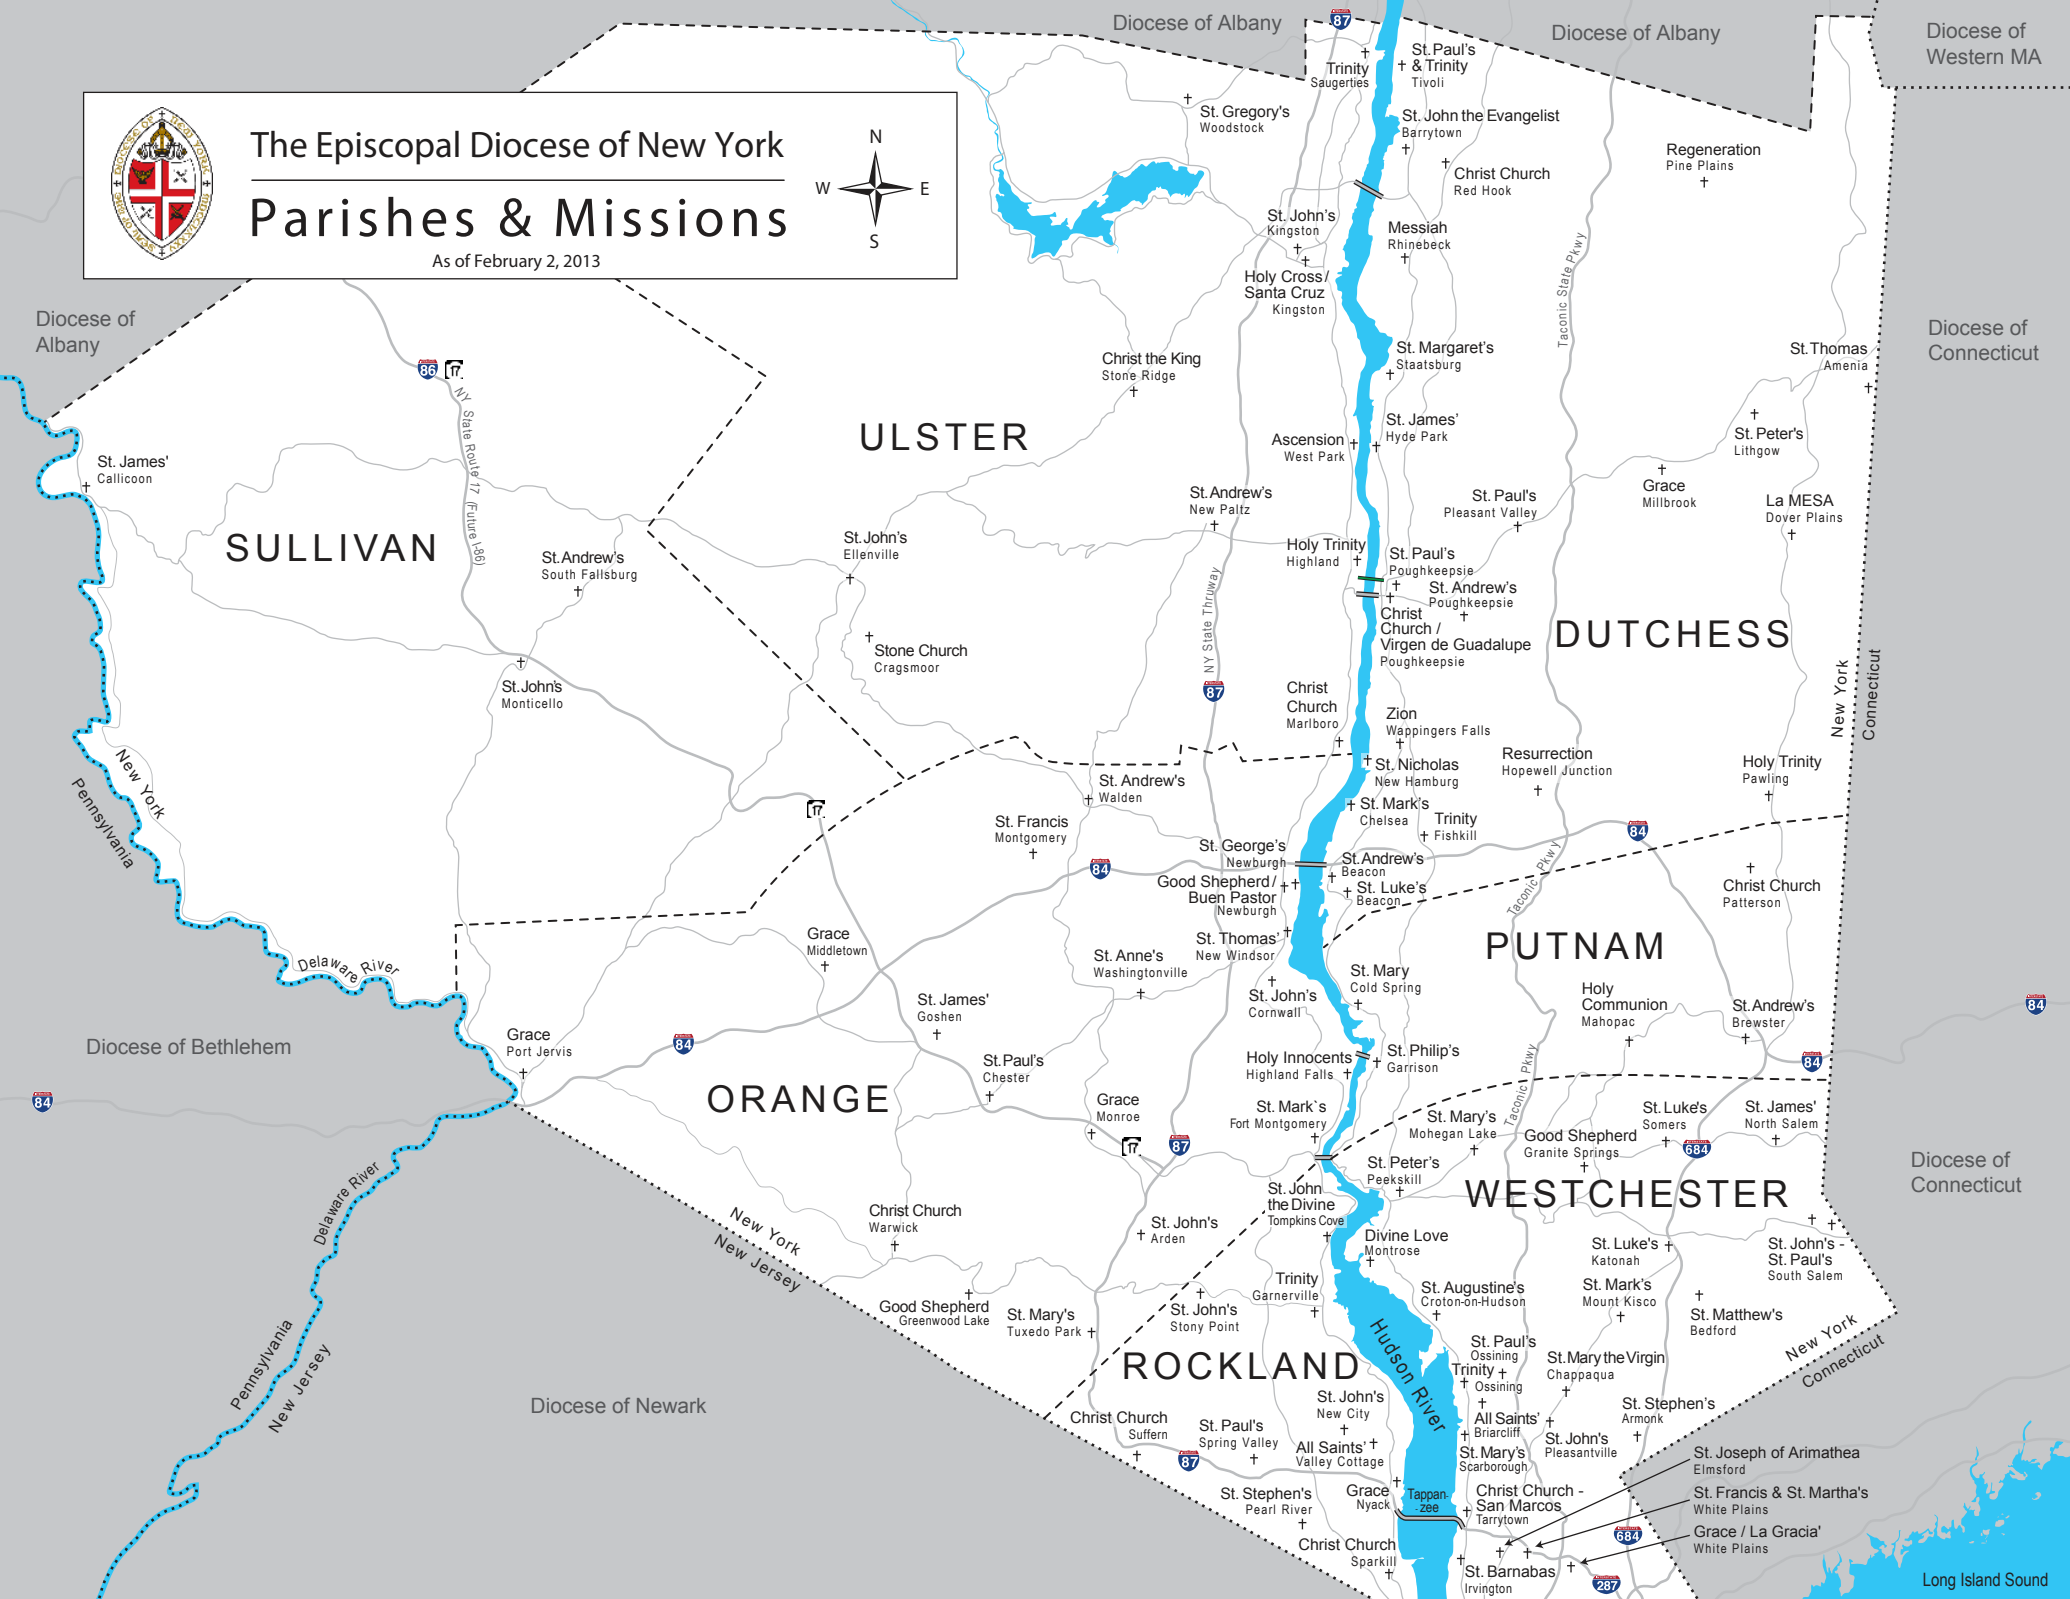 The Episcopal Diocese of New York
Parishes & Missions
As of February 2, 2013
N
W
E
S
Diocese of Albany
Diocese of Albany
Diocese of
Western MA
Diocese of
Albany
Diocese of
Connecticut
Diocese of
Connecticut
Diocese of Bethlehem
Diocese of Newark
SULLIVAN
St. James'
Callicoon
86
17
NY State Route 17 (Future I-86)
St. Andrew's
South Fallsburg
St. John's
Monticello
New York
Pennsylvania
Delaware River
ULSTER
87
Trinity
Saugerties
St. Gregory's
Woodstock
St. John's
Kingston
Holy Cross /
Santa Cruz
Kingston
Christ the King
Stone Ridge
Ascension
West Park
St. Andrew's
New Paltz
St. John's
Ellenville
Holy Trinity
Highland
Stone Church
Cragsmoor
NY State Thruway
87
Christ
Church
Marlboro
DUTCHESS
St. Paul's
& Trinity
Tivoli
St. John the Evangelist
Barrytown
Christ Church
Red Hook
Regeneration
Pine Plains
Messiah
Rhinebeck
Taconic State Pkwy
St. Margaret's
Staatsburg
St. Thomas
Amenia
St. James'
Hyde Park
St. Peter's
Lithgow
Grace
Millbrook
St. Paul's
Pleasant Valley
La MESA
Dover Plains
St. Paul's
Poughkeepsie
St. Andrew's
Poughkeepsie
Christ
Church /
Virgen de Guadalupe
Poughkeepsie
Zion
Wappingers Falls
St. Nicholas
New Hamburg
Resurrection
Hopewell Junction
Holy Trinity
Pawling
St. Mark's
Chelsea
Trinity
Fishkill
84
St. Andrew's
Beacon
St. Luke's
Beacon
New York
Connecticut
Taconic Pkwy
PUTNAM
Christ Church
Patterson
St. Mary
Cold Spring
Holy
Communion
Mahopac
St. Andrew's
Brewster
St. Philip's
Garrison
84
84
Taconic Pkwy
ORANGE
17
St. Andrew's
Walden
St. Francis
Montgomery
84
St. George's
Newburgh
Good Shepherd /
Buen Pastor
Newburgh
St. Thomas'
New Windsor
Grace
Middletown
St. Anne's
Washingtonville
St. John's
Cornwall
St. James'
Goshen
Grace
Port Jervis
84
84
St. Paul's
Chester
Holy Innocents
Highland Falls
Grace
Monroe
St. Mark`s
Fort Montgomery
17
87
Christ Church
Warwick
St. John's
Arden
Good Shepherd
Greenwood Lake
St. Mary's
Tuxedo Park
New York
New Jersey
Delaware River
Pennsylvania
New Jersey
ROCKLAND
St. John
the Divine
Tompkins Cove
Trinity
Garnerville
St. John's
Stony Point
St. John's
New City
Christ Church
Suffern
St. Paul's
Spring Valley
All Saints'
Valley Cottage
87
St. Stephen's
Pearl River
Grace
Nyack
Christ Church
Sparkill
Hudson River
Tappan-
-zee
WESTCHESTER
St. Mary's
Mohegan Lake
Good Shepherd
Granite Springs
St. Luke's
Somers
St. James'
North Salem
684
St. Peter's
Peekskill
Divine Love
Montrose
St. Luke's
Katonah
St. John's -
St. Paul's
South Salem
St. Augustine's
Croton-on-Hudson
St. Mark's
Mount Kisco
St. Matthew's
Bedford
New York
Connecticut
St. Paul's
Ossining
Trinity
Ossining
St. Mary the Virgin
Chappaqua
St. Stephen's
Armonk
All Saints'
Briarcliff
St. John's
Pleasantville
St. Mary's
Scarborough
St. Joseph of Arimathea
Elmsford
Christ Church -
San Marcos
Tarrytown
St. Francis & St. Martha's
White Plains
684
Grace / La Gracia'
White Plains
St. Barnabas
Irvington
287
Long Island Sound